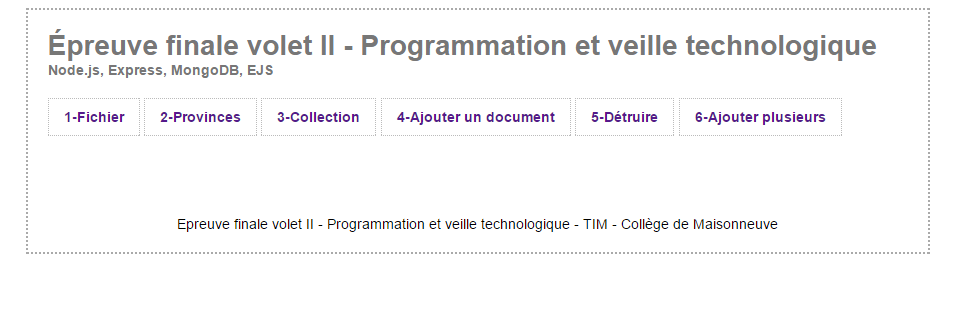 Épreuve finale volet II - Programmation et veille technologique
Node.js, Express, MongoDB, EJS
1-Fichier 2-Provinces 3-Collection 4-Ajouter un document 5-Détruire 6-Ajouter plusieurs
Epreuve finale volet II - Programmation et veille technologique - TIM - Collège de Maisonneuve